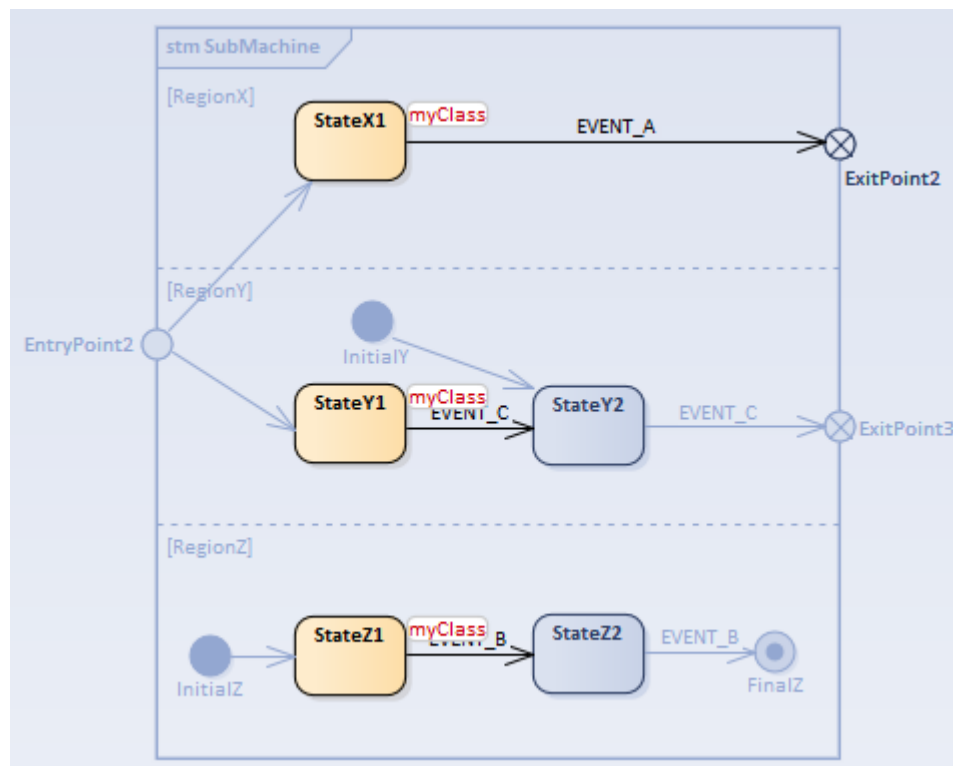 stm SubMachine
[RegionX]
StateX1
myClass
EVENT_A
ExitPoint2
[RegionY]
EntryPoint2
InitialY
StateY1
myClass
EVENT_C
StateY2
EVENT_C
ExitPoint3
[RegionZ]
StateZ1
myClass
EVENT_B
StateZ2
EVENT_B
InitialZ
FinalZ